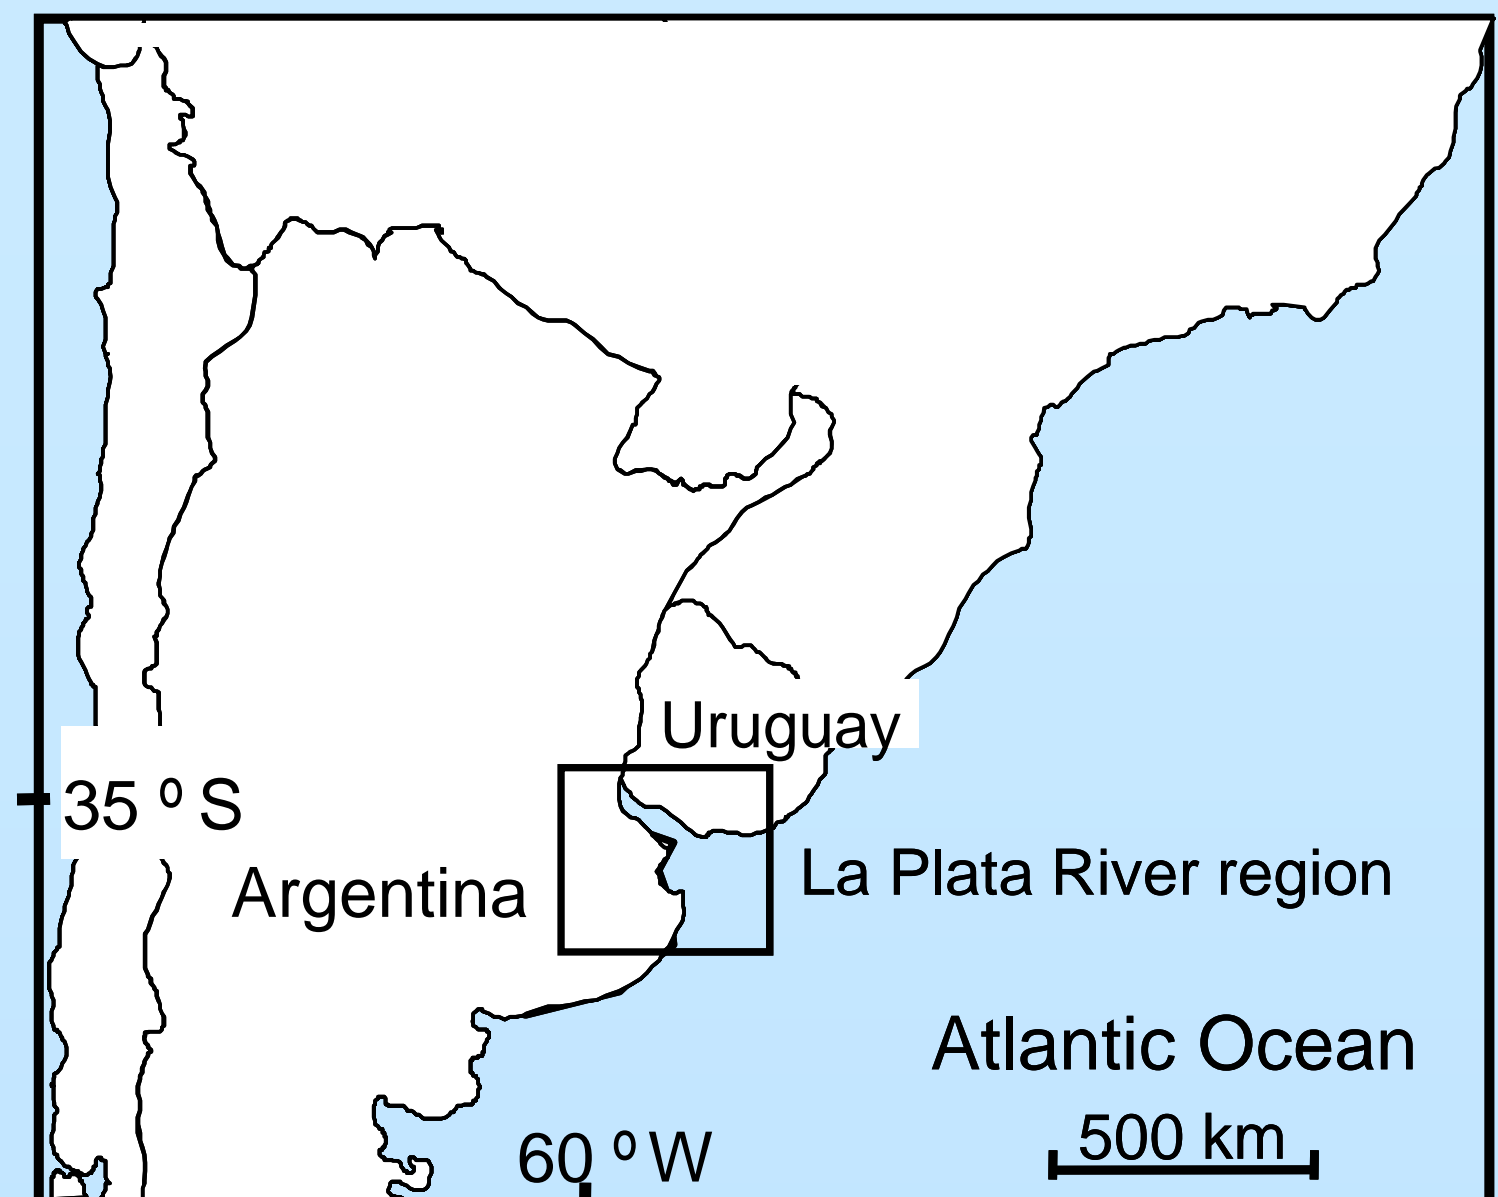 Uruguay
35 º S
La Plata River region
Argentina
Atlantic Ocean
500 km
60 º W